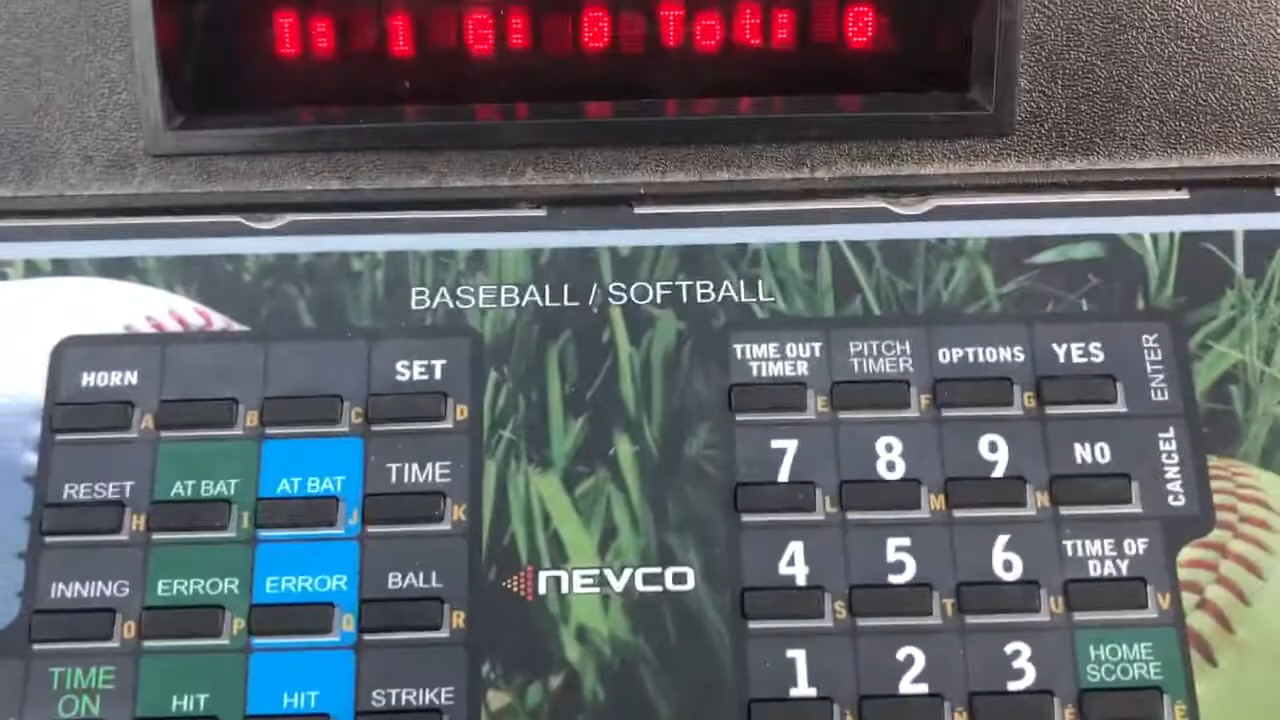 I: 1 G: 0 Tot: 0
BASEBALL / SOFTBALL
HORN
A
B
C
SET
D
RESET
H
AT BAT
I
AT BAT
J
TIME
K
INNING
O
ERROR
P
ERROR
Q
BALL
R
TIME
ON
HIT
HIT
STRIKE
NEVCO
TIME OUT
TIMER
E
PITCH
TIMER
F
OPTIONS
G
YES
ENTER
7
L
8
M
9
N
NO
CANCEL
4
S
5
T
6
U
TIME OF
DAY
V
1
2
3
HOME
SCORE